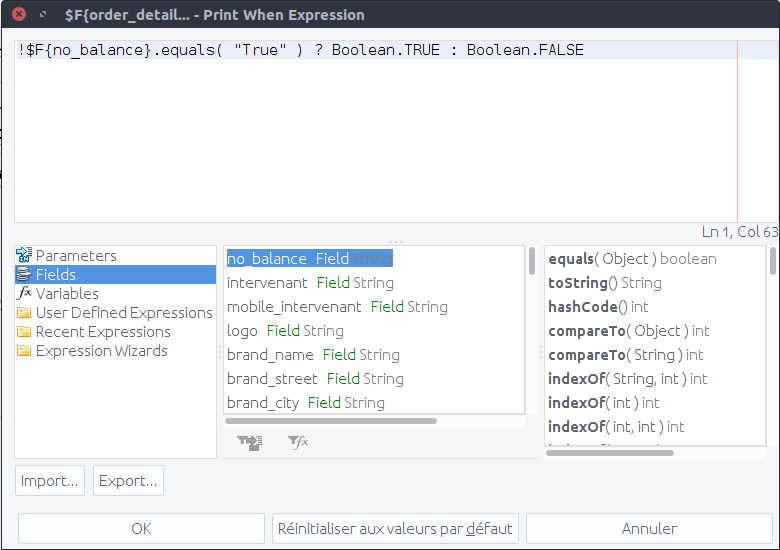 $F{order_detail... - Print When Expression
!$F{no_balance}.equals( "True" ) ? Boolean.TRUE : Boolean.FALSE
Ln 1, Col 63
Parameters
Fields
Variables
User Defined Expressions
Recent Expressions
Expression Wizards
no_balance Field String
intervenant Field String
mobile_intervenant Field String
logo Field String
brand_name Field String
brand_street Field String
brand_city Field String
equals( Object ) boolean
toString() String
hashCode() int
compareTo( Object ) int
compareTo( String ) int
indexOf( String, int ) int
indexOf( int ) int
indexOf( int, int ) int
Import...
Export...
OK
Réinitialiser aux valeurs par défaut
Annuler